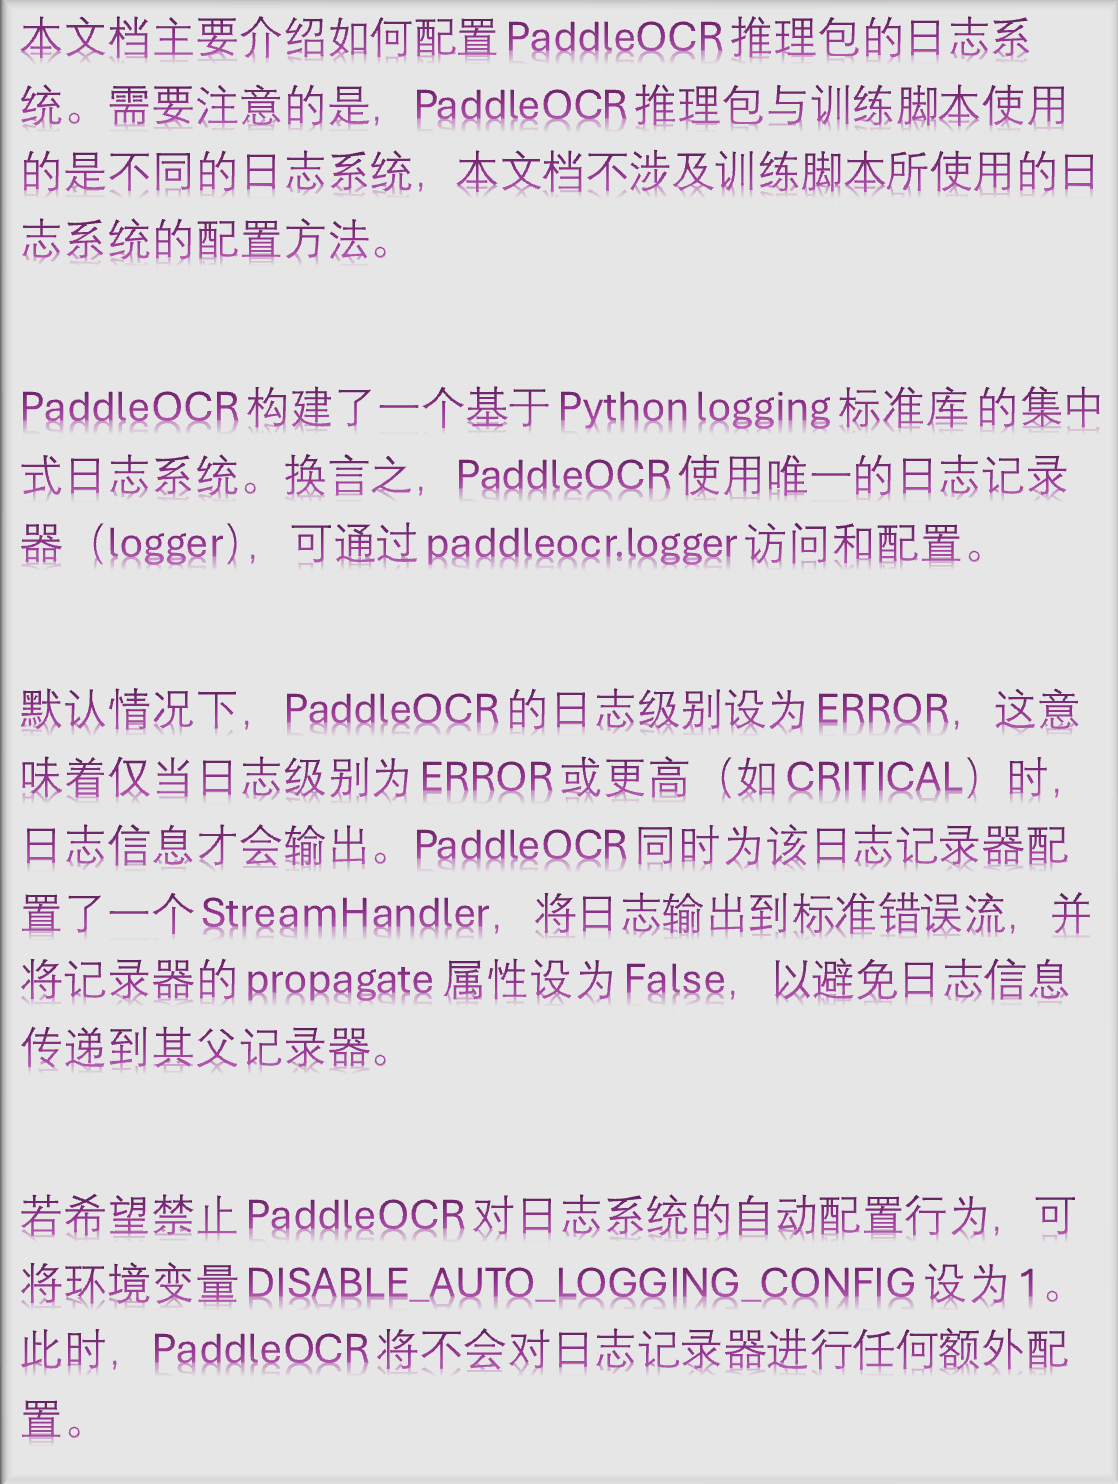 本文档主要介绍如何配置 PaddleOCR 推理包的日志系
统。需要注意的是，PaddleOCR 推理包与训练脚本使用
的是不同的日志系统，本文档不涉及训练脚本所使用的日
志系统的配置方法。
PaddleOCR 构建了一个基于 Python logging 标准库 的集中
式日志系统。换言之，PaddleOCR 使用唯一的日志记录
器（logger），可通过 paddleocr.logger 访问和配置。
默认情况下，PaddleOCR 的日志级别设为 ERROR，这意
味着仅当日志级别为 ERROR 或更高（如 CRITICAL）时，
日志信息才会输出。PaddleOCR 同时为该日志记录器配
置了一个 StreamHandler，将日志输出到标准错误流，并
将记录器的 propagate 属性设为 False，以避免日志信息
传递到其父记录器。
若希望禁止 PaddleOCR 对日志系统的自动配置行为，可
将环境变量 DISABLE_AUTO_LOGGING_CONFIG 设为 1。
此时，PaddleOCR 将不会对日志记录器进行任何额外配
置。